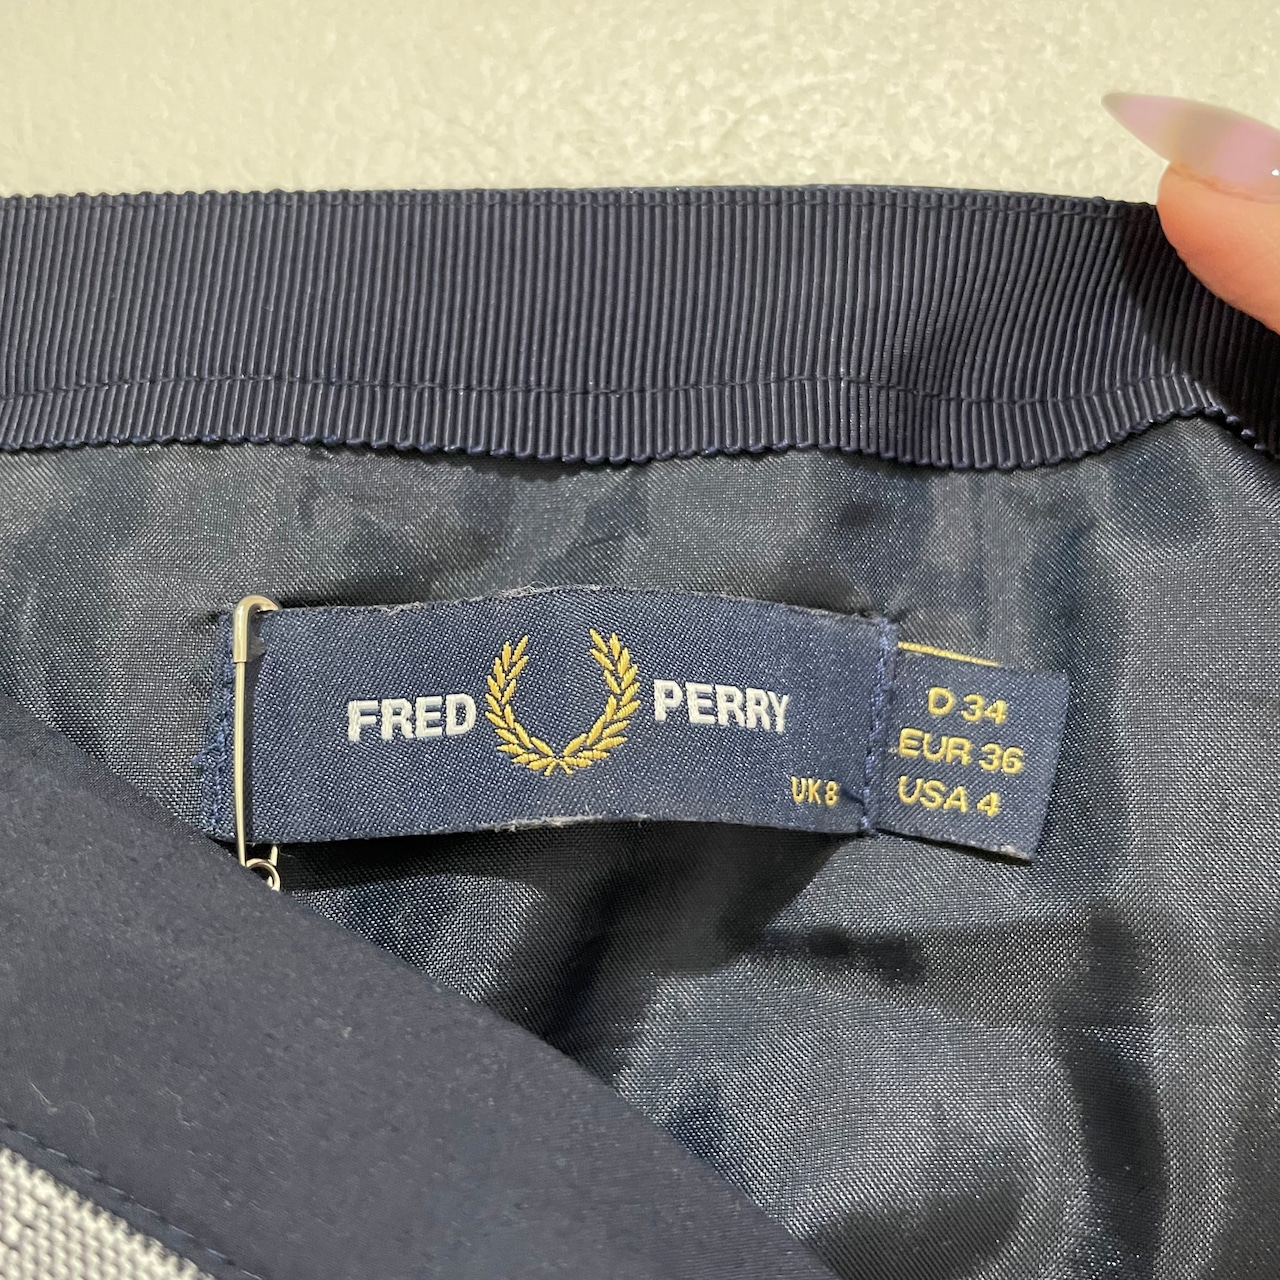 FRED PERRY
UK 8
D 34
EUR 36
USA 4